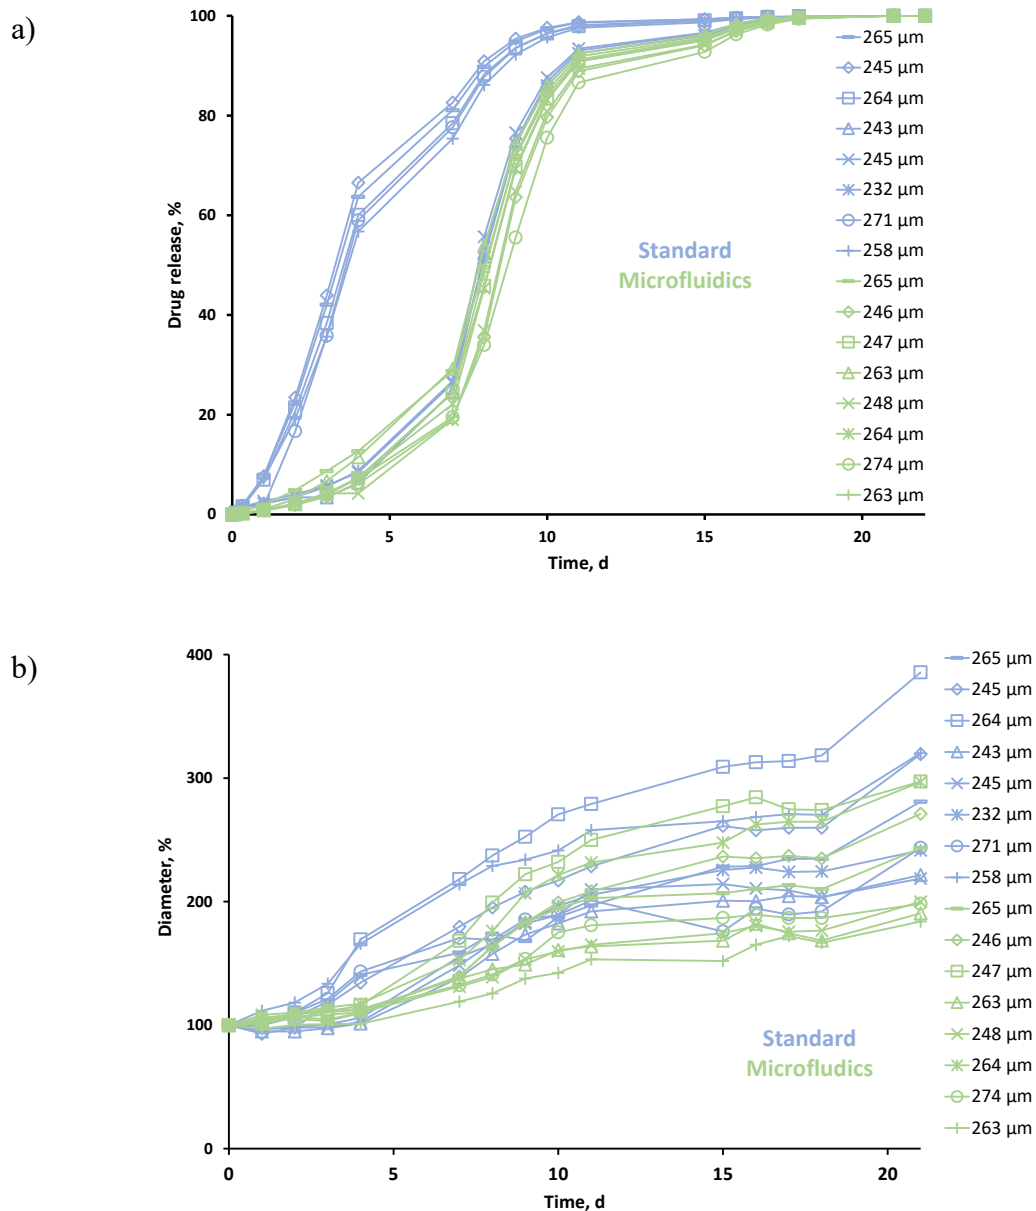 a)
Drug release, %
100
80
60
40
20
0
0 5 10 15 20
Time, d
Standard
Microfluidics
265 µm
245 µm
264 µm
243 µm
245 µm
232 µm
271 µm
258 µm
265 µm
246 µm
247 µm
263 µm
248 µm
264 µm
274 µm
263 µm
b)
Diameter, %
400
300
200
100
0
0 5 10 15 20
Time, d
Standard
Microfludics
265 µm
245 µm
264 µm
243 µm
245 µm
232 µm
271 µm
258 µm
265 µm
246 µm
247 µm
263 µm
248 µm
264 µm
274 µm
263 µm